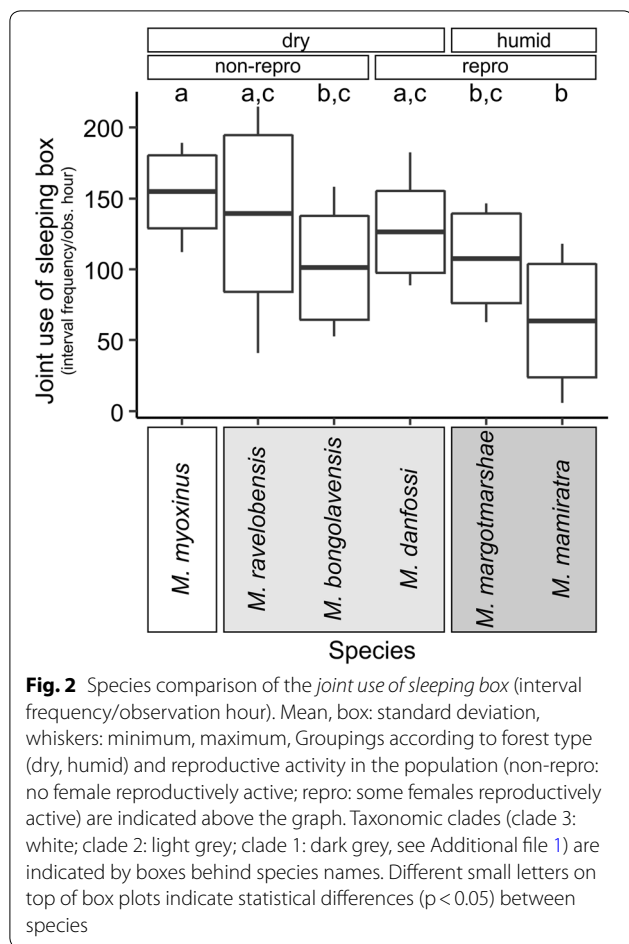 dry humid
non-repro repro
a a,c b,c a,c b,c b
200
150
100
50
0
Joint use of sleeping box
(interval frequency/obs. hour)
M. myoxinus
M. ravelobensis
M. bongolavensis
M. danfossi
M. margotmarshae
M. mamiratra
Species
Fig. 2 Species comparison of the joint use of sleeping box (interval
frequency/observation hour). Mean, box: standard deviation,
whiskers: minimum, maximum, Groupings according to forest type
(dry, humid) and reproductive activity in the population (non-repro:
no female reproductively active; repro: some females reproductively
active) are indicated above the graph. Taxonomic clades (clade 3:
white; clade 2: light grey; clade 1: dark grey, see Additional file 1) are
indicated by boxes behind species names. Different small letters on
top of box plots indicate statistical differences (p < 0.05) between
species